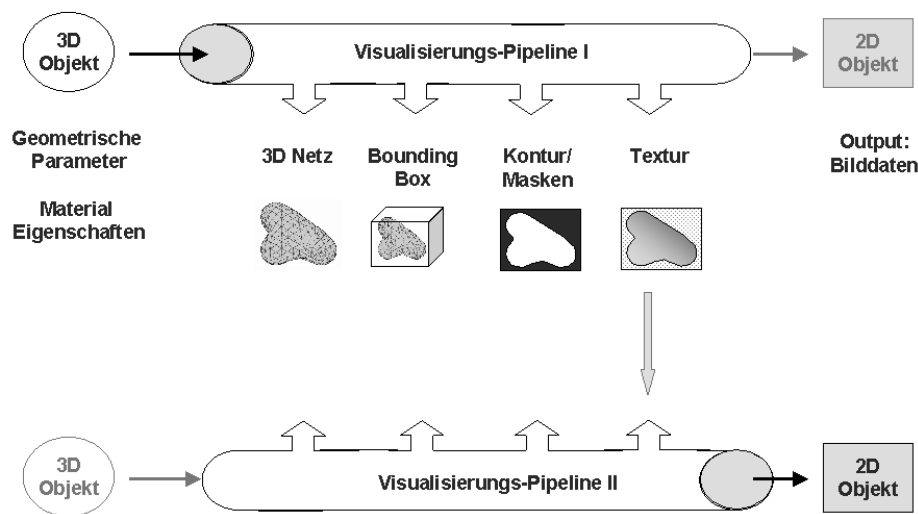 3D
Objekt
Visualisierungs-Pipeline I
2D
Objekt
Geometrische
Parameter
3D Netz
Bounding
Box
Kontur/
Masken
Textur
Output:
Bilddaten
Material
Eigenschaften
3D
Objekt
Visualisierungs-Pipeline II
2D
Objekt